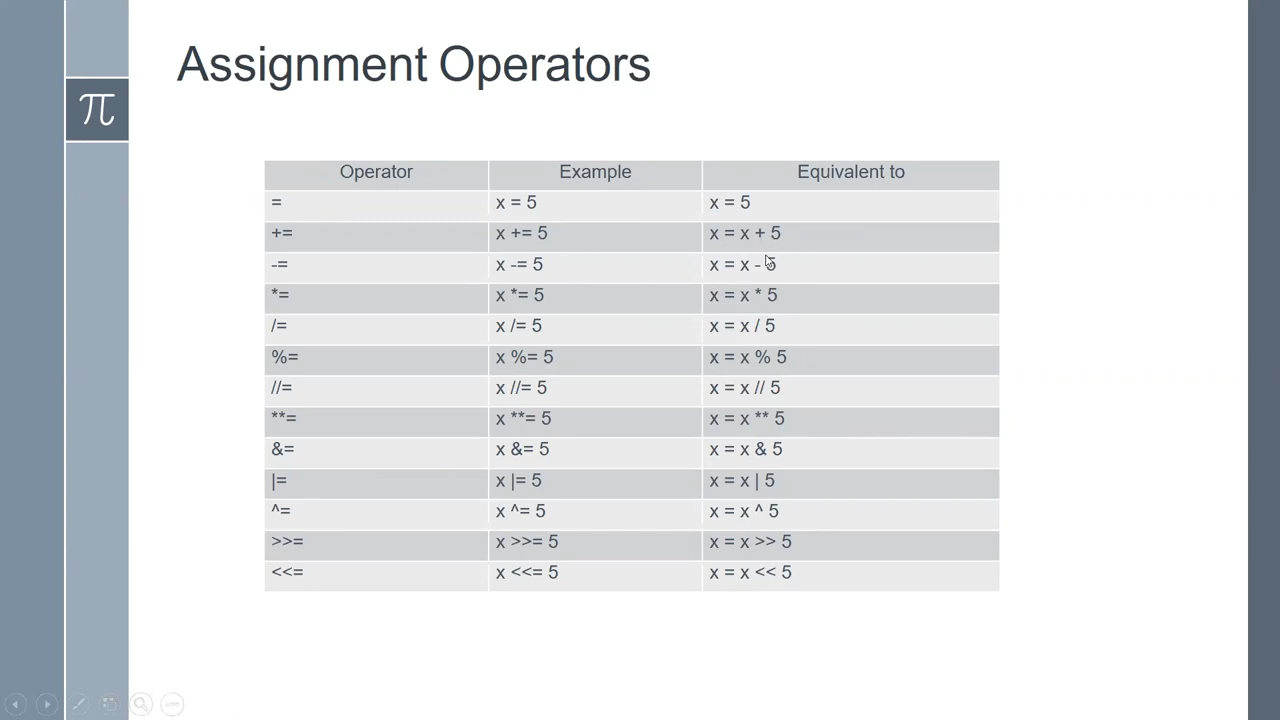 Assignment Operators
π
Operator Example Equivalent to
= x = 5 x = 5
+= x += 5 x = x + 5
-= x -= 5 x = x - 5
*= x *= 5 x = x * 5
/= x /= 5 x = x / 5
%= x %= 5 x = x % 5
//= x //= 5 x = x // 5
**= x **= 5 x = x ** 5
&= x &= 5 x = x & 5
|= x |= 5 x = x | 5
^= x ^= 5 x = x ^ 5
>>= x >>= 5 x = x >> 5
<<= x <<= 5 x = x << 5